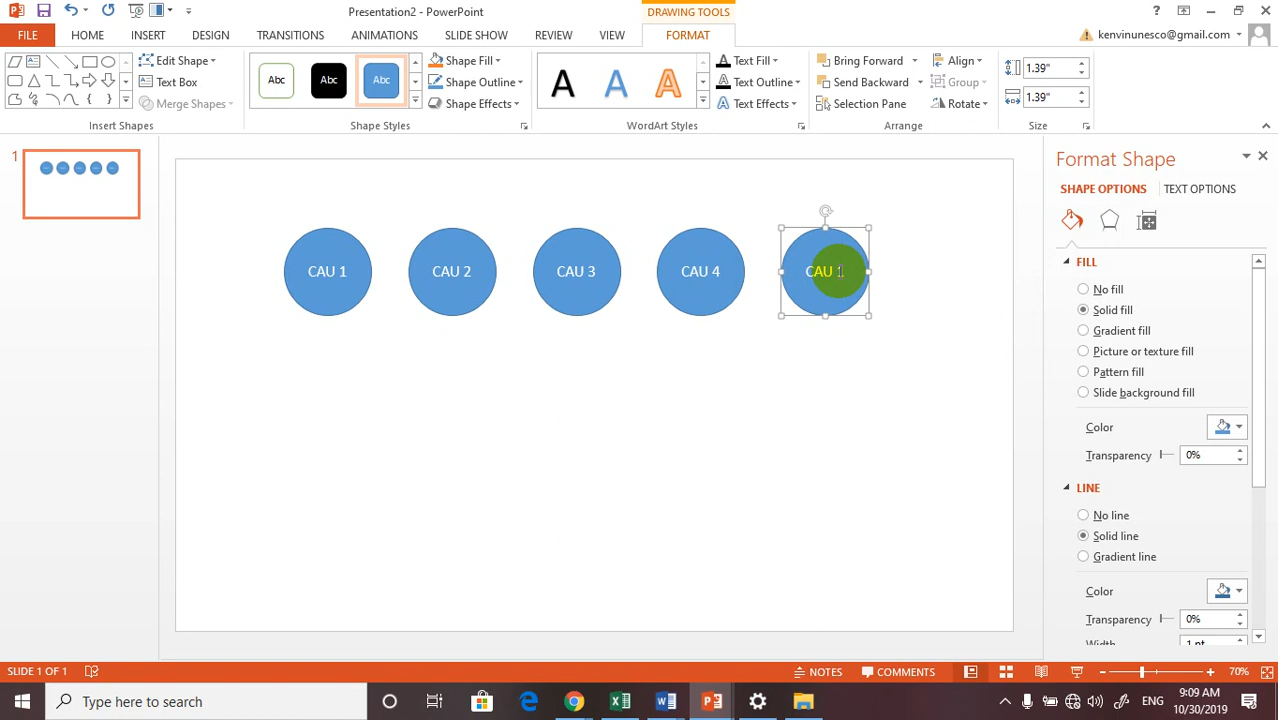 Presentation2 - PowerPoint
DRAWING TOOLS
?
FILE
HOME
INSERT
DESIGN
TRANSITIONS
ANIMATIONS
SLIDE SHOW
REVIEW
VIEW
FORMAT
kenvinunesco@gmail.com
Edit Shape
Text Box
Merge Shapes
Insert Shapes
Abc
Abc
Abc
Shape Fill
Shape Outline
Shape Effects
Shape Styles
A
A
A
Text Fill
Text Outline
Text Effects
WordArt Styles
Bring Forward
Send Backward
Selection Pane
Align
Group
Rotate
Arrange
1.39"
1.39"
Size
1
CAU 1
CAU 2
CAU 3
CAU 4
CAU 1
Format Shape
SHAPE OPTIONS
TEXT OPTIONS
FILL
No fill
Solid fill
Gradient fill
Picture or texture fill
Pattern fill
Slide background fill
Color
Transparency
0%
LINE
No line
Solid line
Gradient line
Color
Transparency
0%
Width
1 pt
SLIDE 1 OF 1
NOTES
COMMENTS
70%
Type here to search
ENG
9:09 AM
10/30/2019